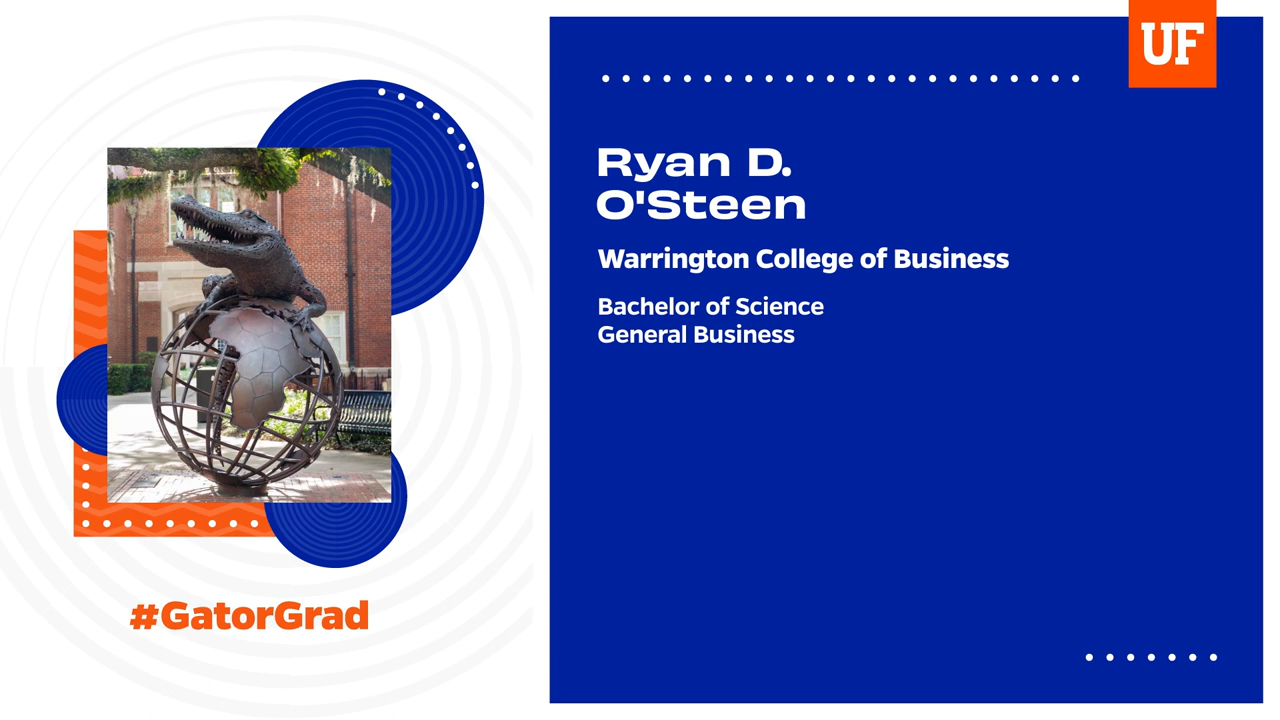 UF
Ryan D.
O'Steen
Warrington College of Business
Bachelor of Science
General Business
#GatorGrad